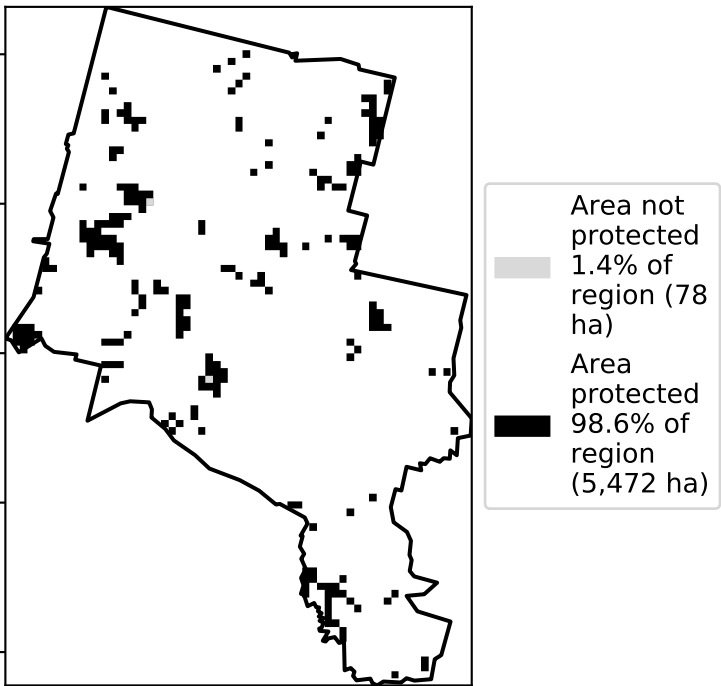 Area not
protected
1.4% of
region (78
ha)
Area
protected
98.6% of
region
(5,472 ha)